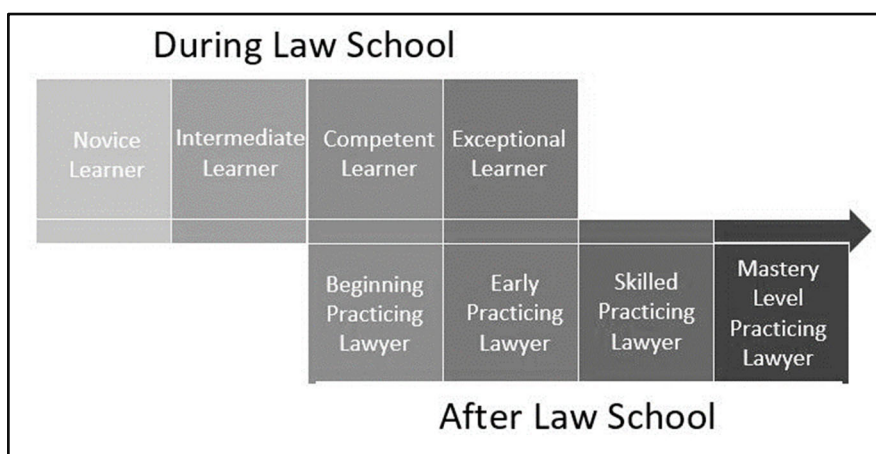 During Law School
Novice
Learner
Intermediate
Learner
Competent
Learner
Exceptional
Learner
Beginning
Practicing
Lawyer
Early
Practicing
Lawyer
Skilled
Practicing
Lawyer
Mastery
Level
Practicing
Lawyer
After Law School